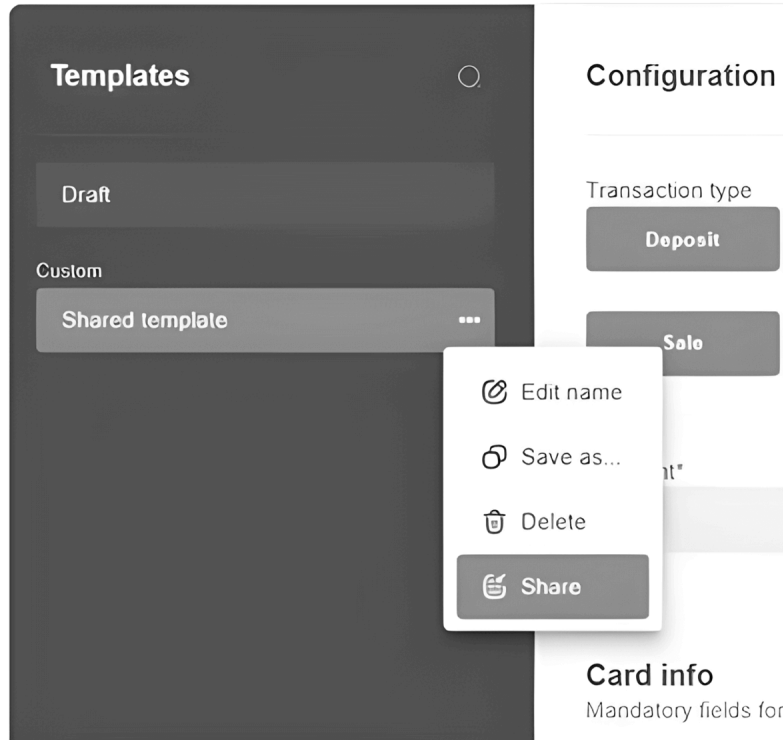 Templates
Configuration
Draft
Transaction type
Deposit
Custom
Shared template
Sale
Edit name
Save as...
nt*
Delete
Share
Card info
Mandatory fields for